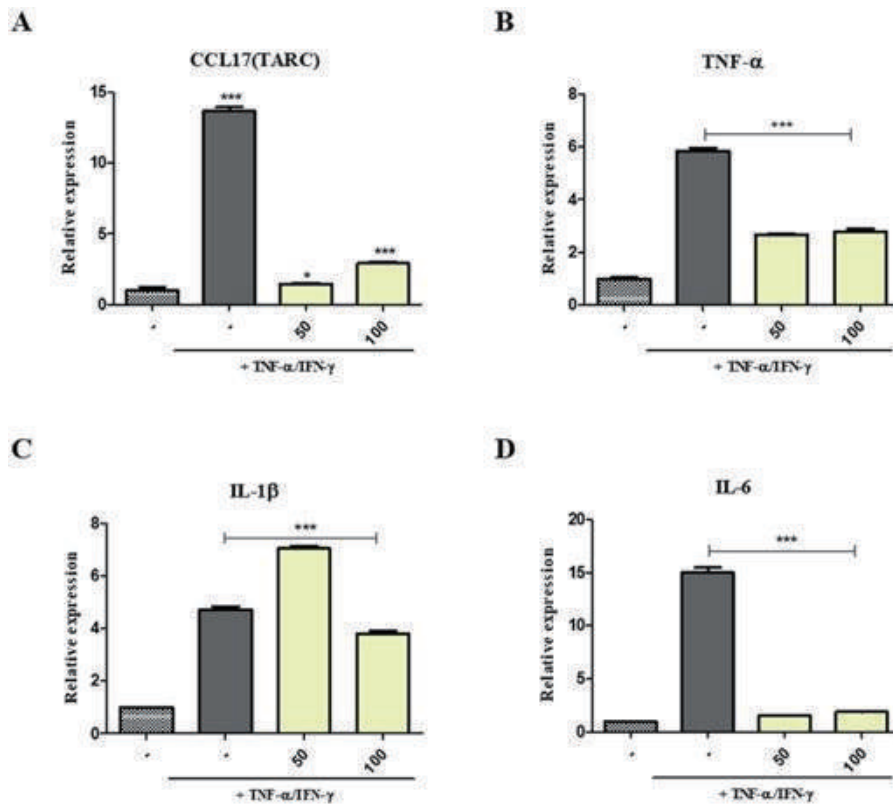 A
CCL17(TARC)
Relative expression
15
10
5
0
***
*
***
-
-
50
100
+ TNF-α/IFN-γ
B
TNF-α
Relative expression
8
6
4
2
0
***
-
-
50
100
+ TNF-α/IFN-γ
C
IL-1β
Relative expression
8
6
4
2
0
***
-
-
50
100
+ TNF-α/IFN-γ
D
IL-6
Relative expression
20
15
10
5
0
***
-
-
50
100
+ TNF-α/IFN-γ